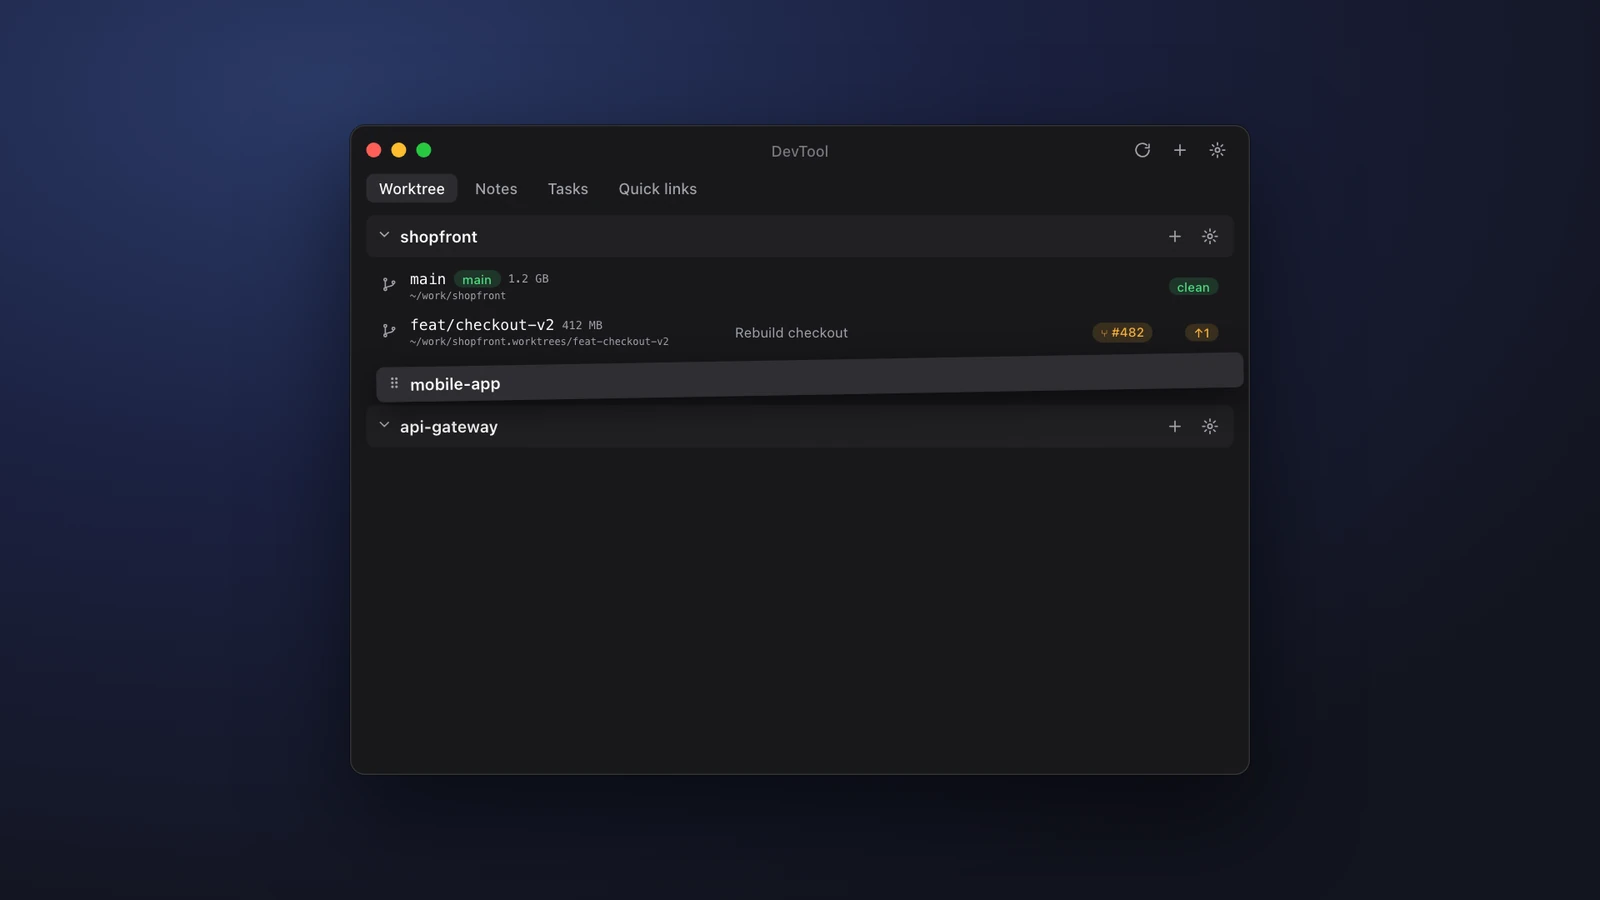 DevTool
Worktree Notes Tasks Quick links
shopfront
main main 1.2 GB
~/work/shopfront
clean
feat/checkout-v2 412 MB
~/work/shopfront.worktrees/feat-checkout-v2
Rebuild checkout
#482
↑1
mobile-app
api-gateway